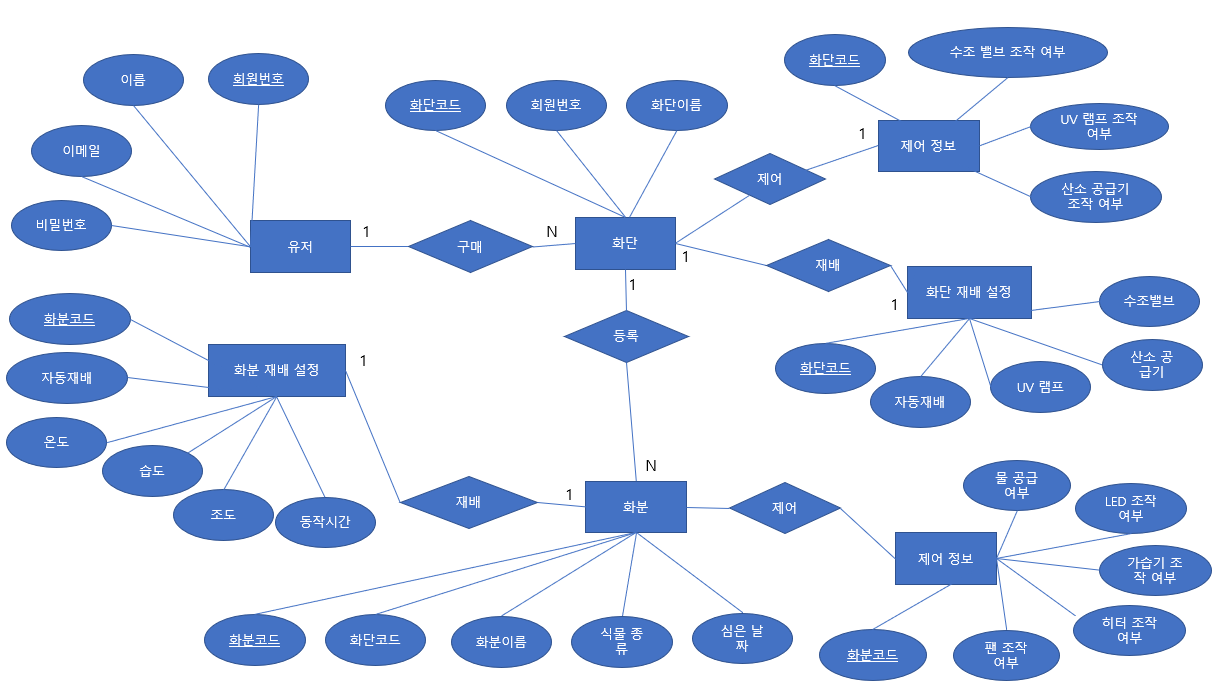 이름
회원번호
이메일
비밀번호
유저
1
구매
N
화단코드
회원번호
화단이름
화단
1
1
제어
1
화단코드
수조 밸브 조작 여부
제어 정보
UV 램프 조작
여부
산소 공급기
조작 여부
재배
1
화단 재배 설정
수조밸브
산소 공
급기
UV 램프
자동재배
화단코드
등록
N
화분코드
자동재배
온도
습도
조도
동작시간
화분 재배 설정
1
재배
1
화분
화분코드
화단코드
화분이름
식물 종
류
심은 날
짜
제어
제어 정보
물 공급
여부
LED 조작
여부
가습기 조
작 여부
히터 조작
여부
팬 조작
여부
화분코드